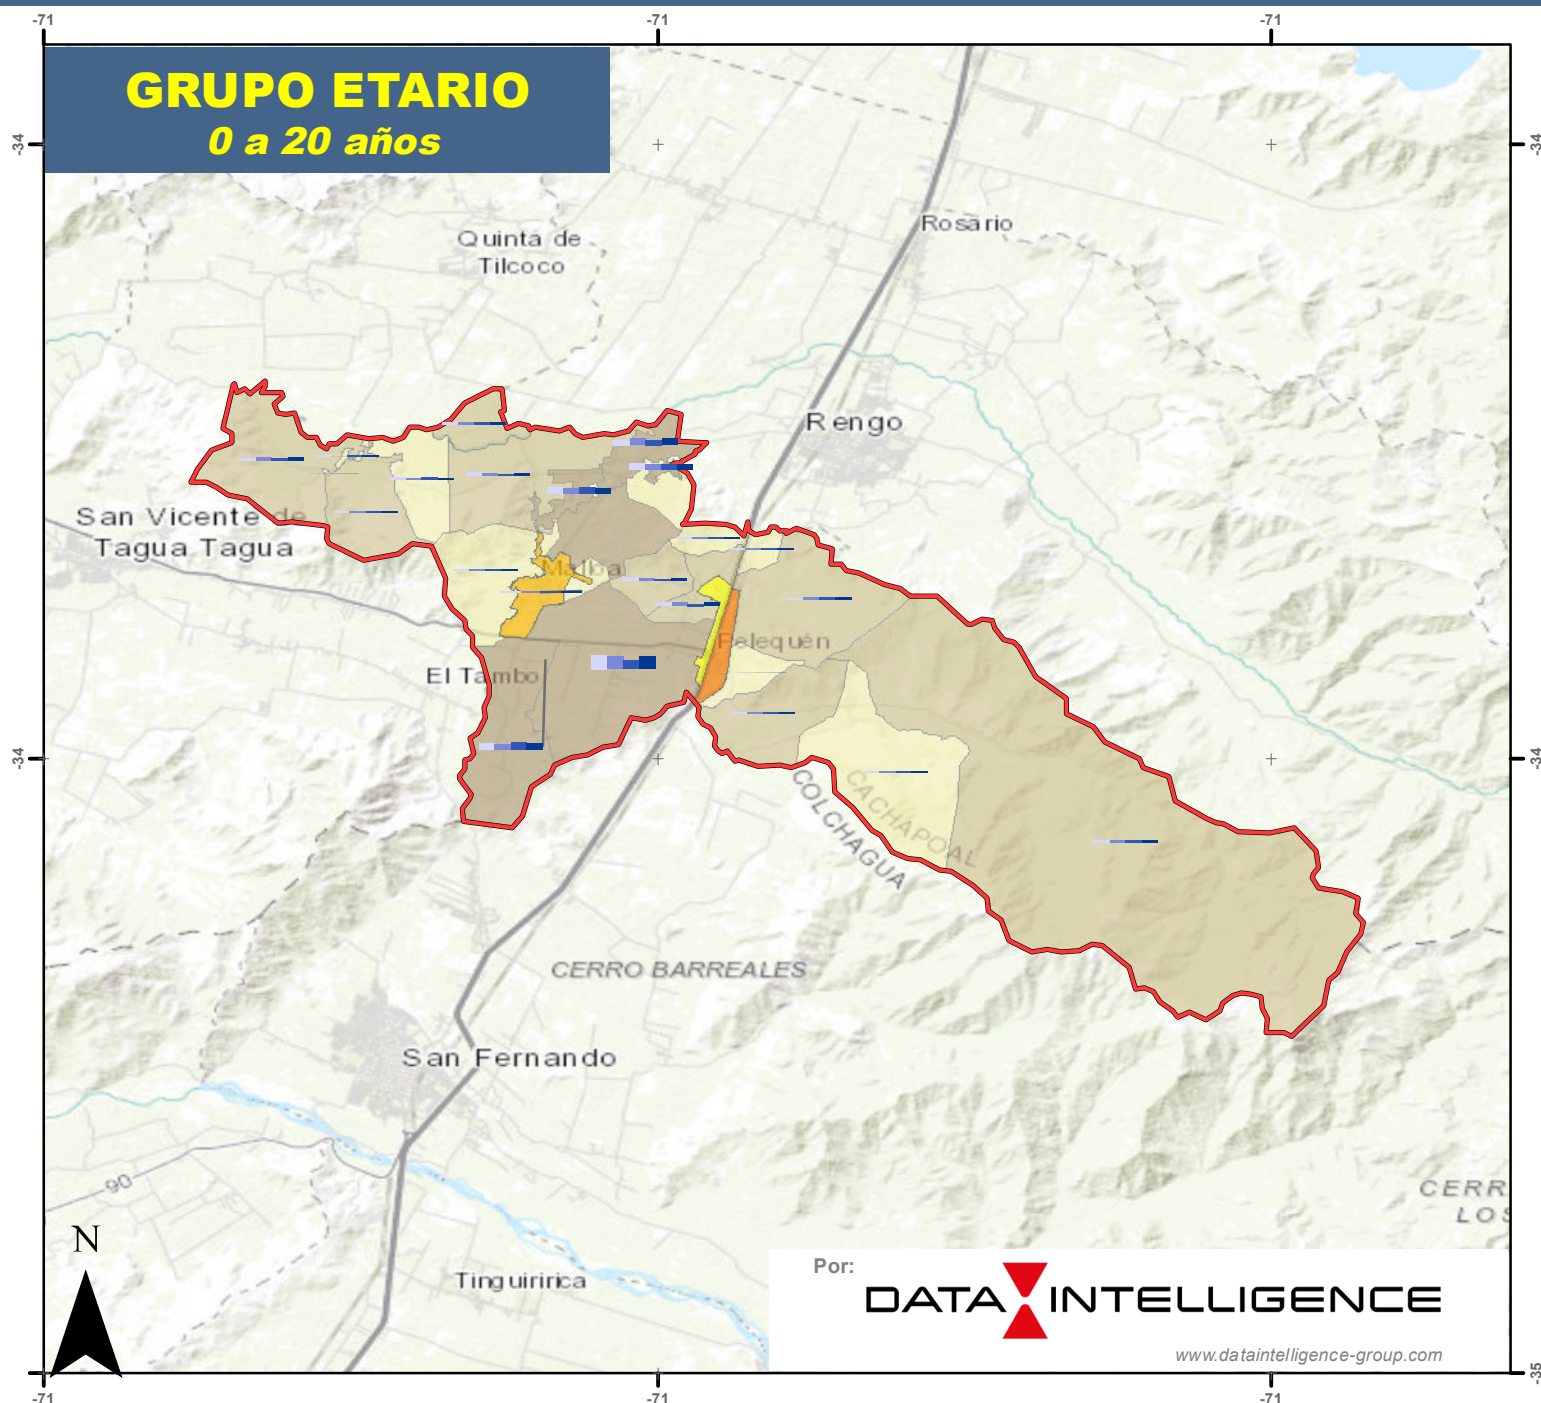 -71
-71
-71
GRUPO ETARIO
0 a 20 años
-34
-34
Rosario
Quinta de
Tilcoco
Rengo
San Vicente de
Tagua Tagua
Malloa
Pelequén
El Tambo
-34
-34
CACHAPOAL
COLCHAGUA
CERRO BARREALES
San Fernando
90
CERR
LOS
N
Tinguiririca
Por:
DATA INTELLIGENCE
www.dataintelligence-group.com
-35
-71
-71
-71